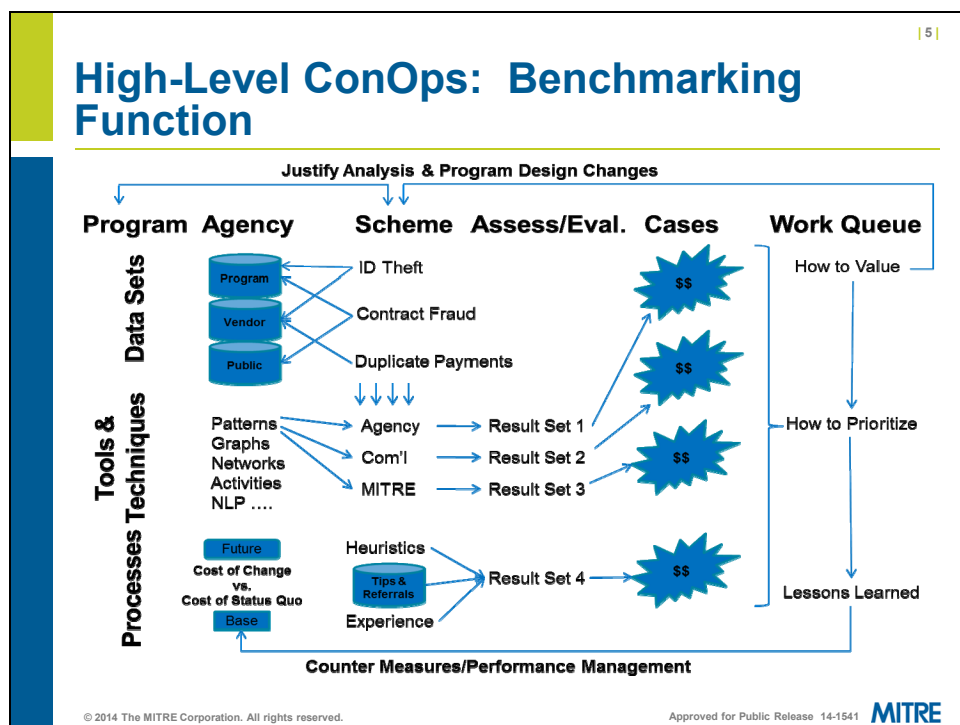 | 5 |
High-Level ConOps: Benchmarking
Function
Justify Analysis & Program Design Changes
Program Agency Scheme Assess/Eval. Cases Work Queue
Data Sets
Program
Vendor
Public
ID Theft
Contract Fraud
Duplicate Payments
$$
$$
How to Value
Tools &
Techniques
Patterns
Graphs
Networks
Activities
NLP ....
Agency
Com'l
MITRE
Result Set 1
Result Set 2
Result Set 3
$$
How to Prioritize
Processes
Future
Cost of Change
vs.
Cost of Status Quo
Base
Heuristics
Tips &
Referrals
Experience
Result Set 4
$$
Lessons Learned
Counter Measures/Performance Management
© 2014 The MITRE Corporation. All rights reserved.
Approved for Public Release 14-1541
MITRE